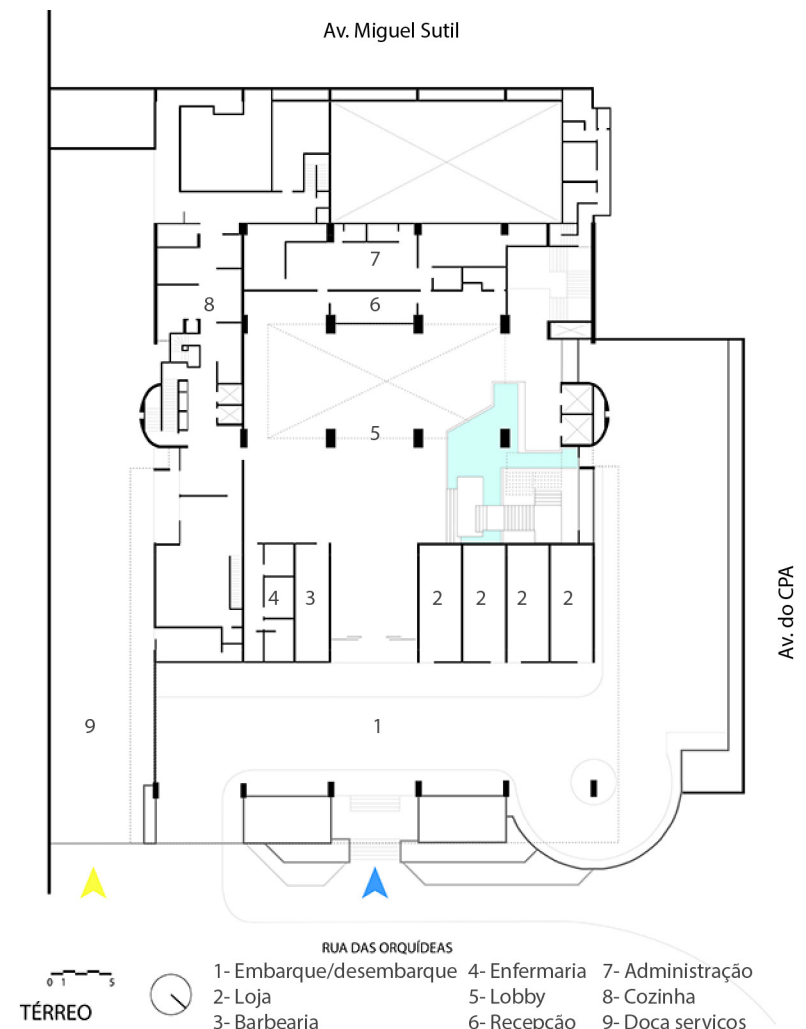 Av. Miguel Sutil
7
6
8
5
4
3
2
2
2
2
Av. do CPA
9
1
RUA DAS ORQUÍDEAS
0 1 5
TÉRREO
1- Embarque/desembarque 4- Enfermaria 7- Administração
2- Loja 5- Lobby 8- Cozinha
3- Barbearia 6- Recepção 9- Doca serviços